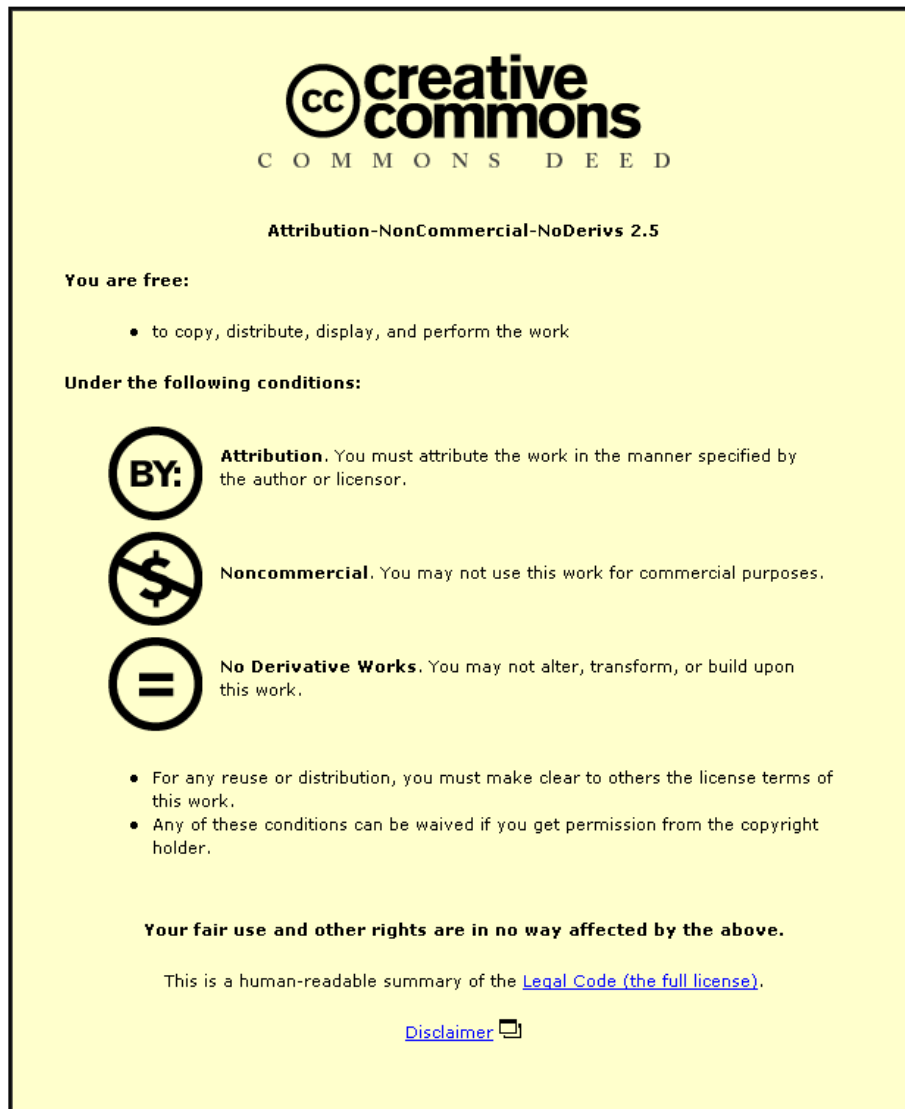 cc creative
commons
COMMONS DEED
Attribution-NonCommercial-NoDerivs 2.5
You are free:
• to copy, distribute, display, and perform the work
Under the following conditions:
BY:
Attribution. You must attribute the work in the manner specified by
the author or licensor.
$
Noncommercial. You may not use this work for commercial purposes.
=
No Derivative Works. You may not alter, transform, or build upon
this work.
• For any reuse or distribution, you must make clear to others the license terms of
this work.
• Any of these conditions can be waived if you get permission from the copyright
holder.
Your fair use and other rights are in no way affected by the above.
This is a human-readable summary of the Legal Code (the full license).
Disclaimer